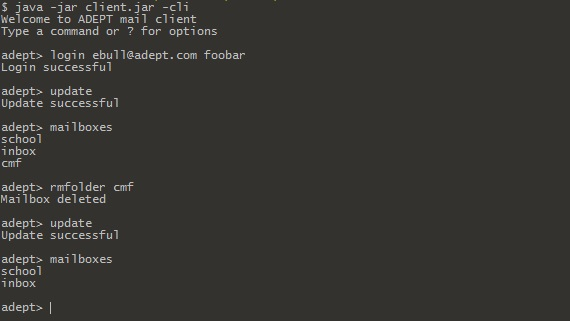 $ java -jar client.jar -cli
Welcome to ADEPT mail client
Type a command or ? for options
adept> login ebull@adept.com foobar
Login successful
adept> update
Update successful
adept> mailboxes
school
inbox
cmf
adept> rmfolder cmf
Mailbox deleted
adept> update
Update successful
adept> mailboxes
school
inbox
adept>